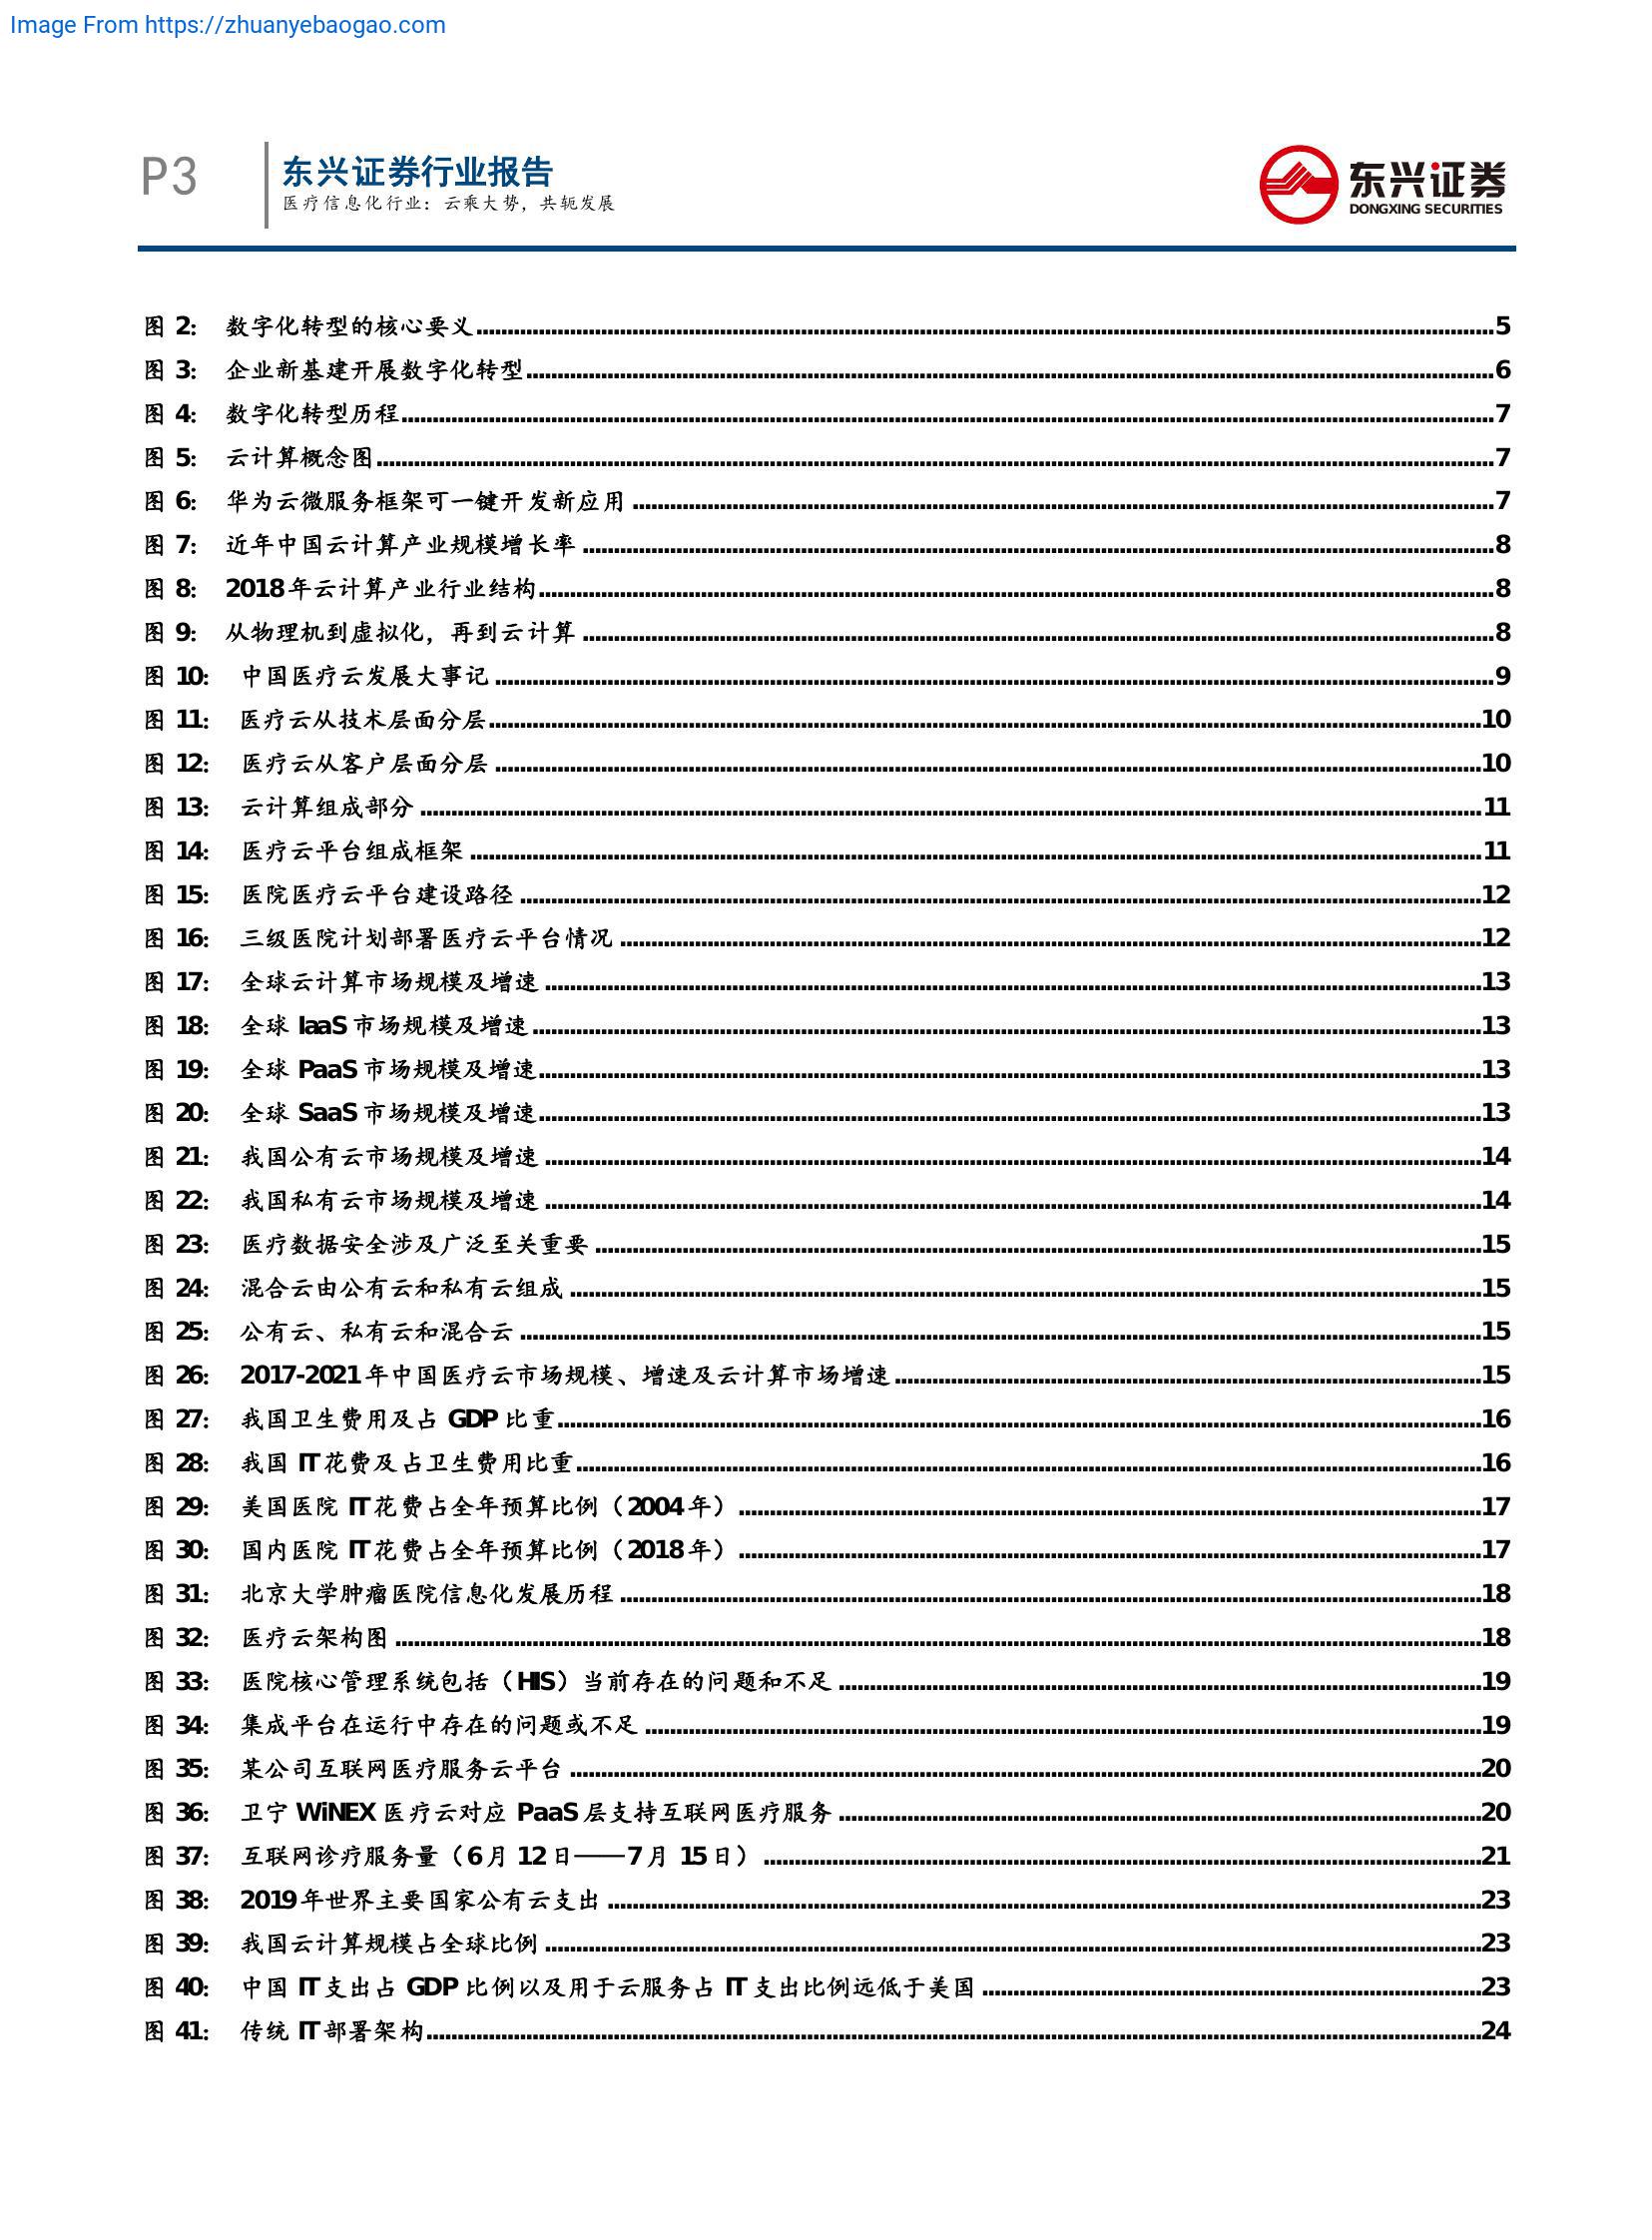 Image From https://zhuanyebaogao.com
P3
东兴证券行业报告
医疗信息化行业：云乘大势，共轭发展
东兴证券
DONGXING SECURITIES
图 2： 数字化转型的核心要义 5
图 3： 企业新基建开展数字化转型 6
图 4： 数字化转型历程 7
图 5： 云计算概念图 7
图 6： 华为云微服务框架可一键开发新应用 7
图 7： 近年中国云计算产业规模增长率 8
图 8： 2018年云计算产业行业结构 8
图 9： 从物理机到虚拟化，再到云计算 8
图 10： 中国医疗云发展大事记 9
图 11： 医疗云从技术层面分层 10
图 12： 医疗云从客户层面分层 10
图 13： 云计算组成部分 11
图 14： 医疗云平台组成框架 11
图 15： 医院医疗云平台建设路径 12
图 16： 三级医院计划部署医疗云平台情况 12
图 17： 全球云计算市场规模及增速 13
图 18： 全球 IaaS 市场规模及增速 13
图 19： 全球 PaaS 市场规模及增速 13
图 20： 全球 SaaS 市场规模及增速 13
图 21： 我国公有云市场规模及增速 14
图 22： 我国私有云市场规模及增速 14
图 23： 医疗数据安全涉及广泛至关重要 15
图 24： 混合云由公有云和私有云组成 15
图 25： 公有云、私有云和混合云 15
图 26： 2017-2021年中国医疗云市场规模、增速及云计算市场增速 15
图 27： 我国卫生费用及占 GDP 比重 16
图 28： 我国 IT 花费及占卫生费用比重 16
图 29： 美国医院 IT 花费占全年预算比例（2004年） 17
图 30： 国内医院 IT 花费占全年预算比例（2018年） 17
图 31： 北京大学肿瘤医院信息化发展历程 18
图 32： 医疗云架构图 18
图 33： 医院核心管理系统包括（HIS）当前存在的问题和不足 19
图 34： 集成平台在运行中存在的问题或不足 19
图 35： 某公司互联网医疗服务云平台 20
图 36： 卫宁 WiNEX 医疗云对应 PaaS 层支持互联网医疗服务 20
图 37： 互联网诊疗服务量（6月 12日——7月 15日） 21
图 38： 2019年世界主要国家公有云支出 23
图 39： 我国云计算规模占全球比例 23
图 40： 中国 IT 支出占 GDP 比例以及用于云服务占 IT 支出比例远低于美国 23
图 41： 传统 IT 部署架构 24